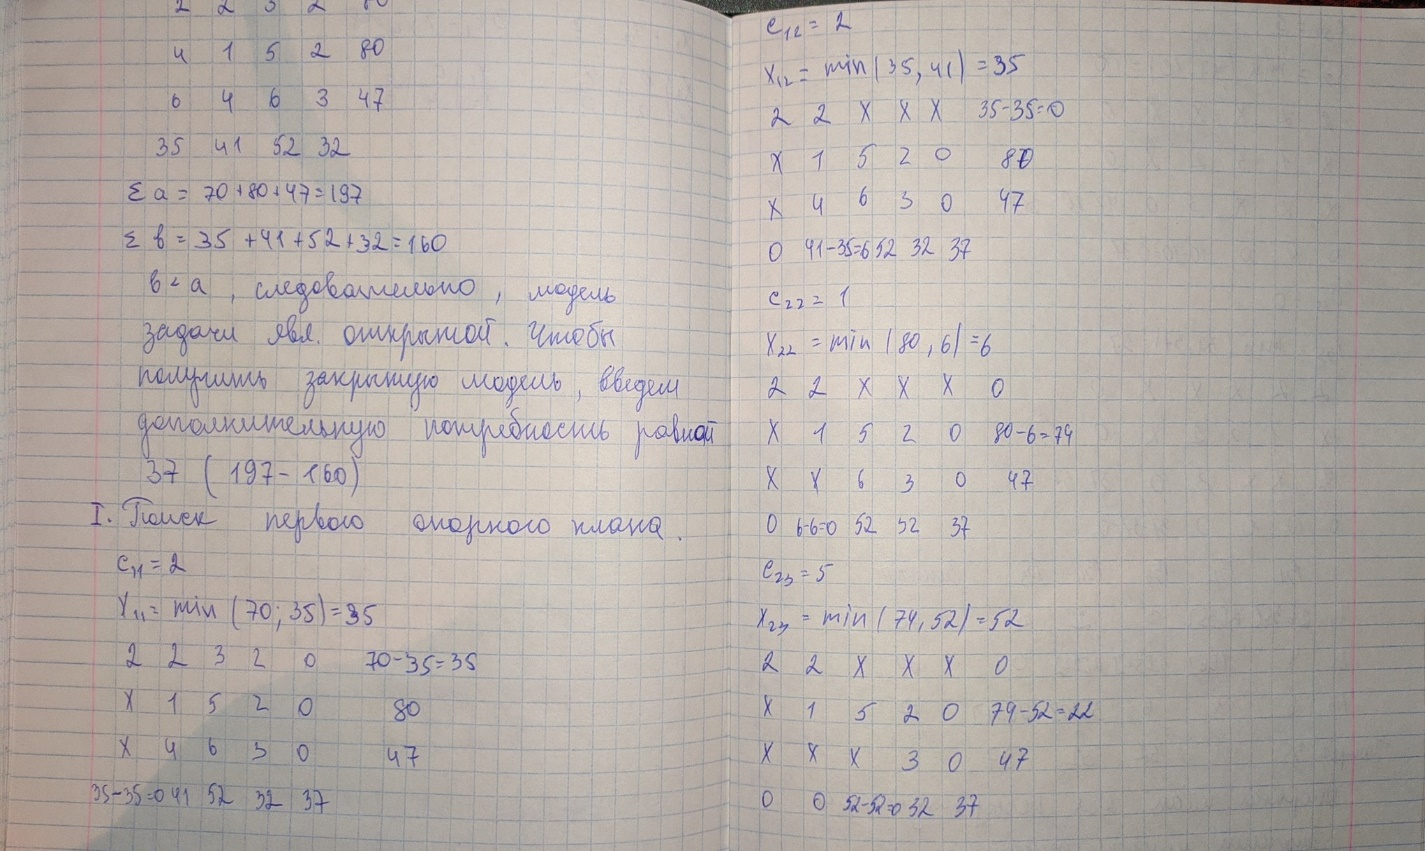 2 2 3 2 80
4 1 5 2 80
6 4 6 3 47
35 41 52 32
Σ a = 70+80+47=197
Σ b = 35 +41+52+32=160
b < a , следовательно, модель
задачи явл. открытой. Чтобы
получить закрытую модель, введем
дополнительную потребность равной
37 (197-160)
I. Поиск первого опорного плана.
c₁₁ = 2
X₁₁ = min (70; 35)=35
2 2 3 2 0 70-35=35
X 1 5 2 0 80
X 4 6 3 0 47
35-35=0 41 52 32 37
c₁₂ = 2
X₁₂ = min(35,41)=35
2 2 X X X 35-35=0
X 1 5 2 0 80
X 4 6 3 0 47
0 41-35=6 52 32 37
c₂₂ = 1
X₂₂ = min(80,6)=6
2 2 X X X 0
X 1 5 2 0 80-6=74
X X 6 3 0 47
0 6-6=0 52 32 37
c₂₃ = 5
X₂₃ = min(74,52)=52
2 2 X X X 0
X 1 5 2 0 74-52=22
X X X 3 0 47
0 0 52-52=0 32 37